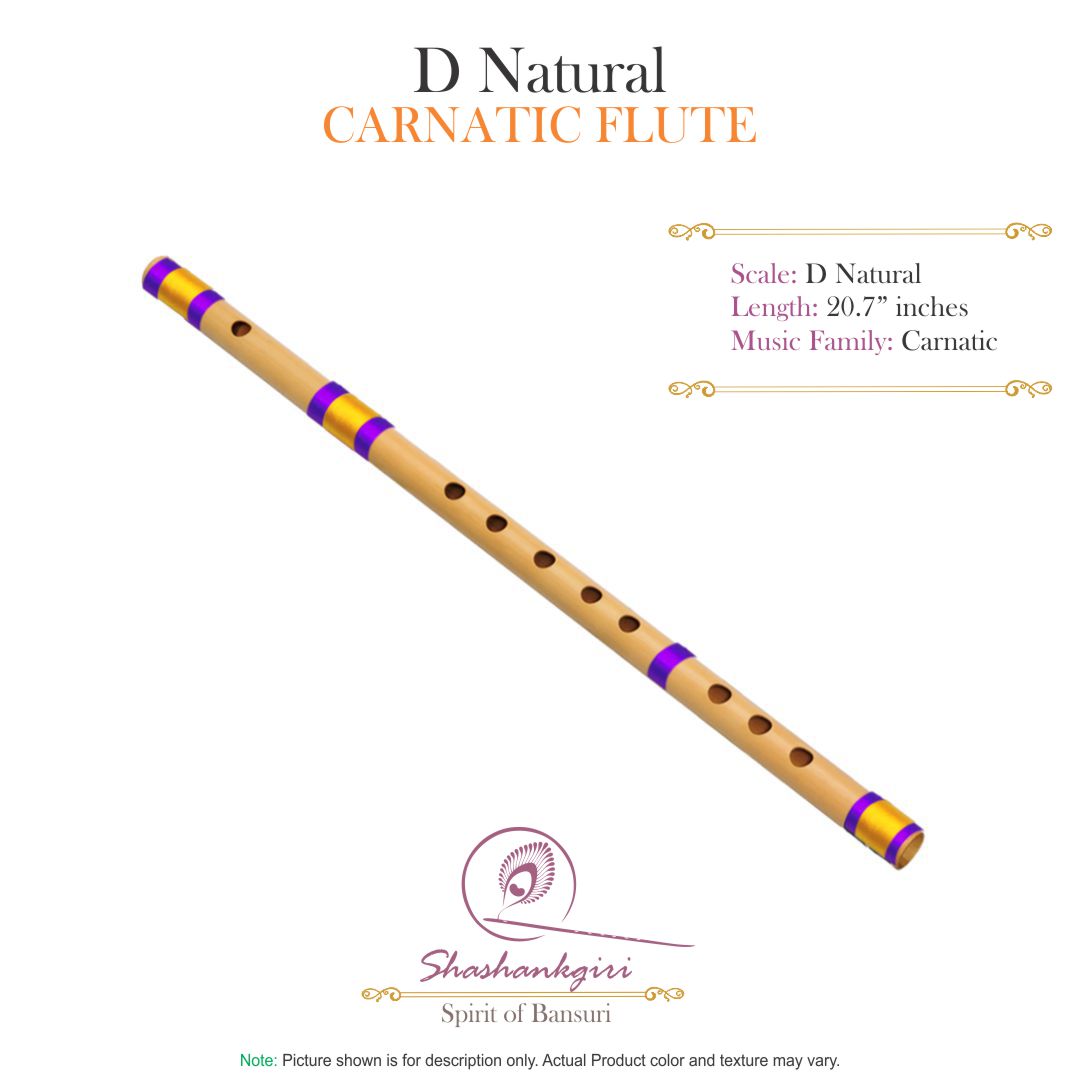 D Natural
CARNATIC FLUTE
Scale: D Natural
Length: 20.7” inches
Music Family: Carnatic
Shashankgiri
Spirit of Bansuri
Note: Picture shown is for description only. Actual Product color and texture may vary.